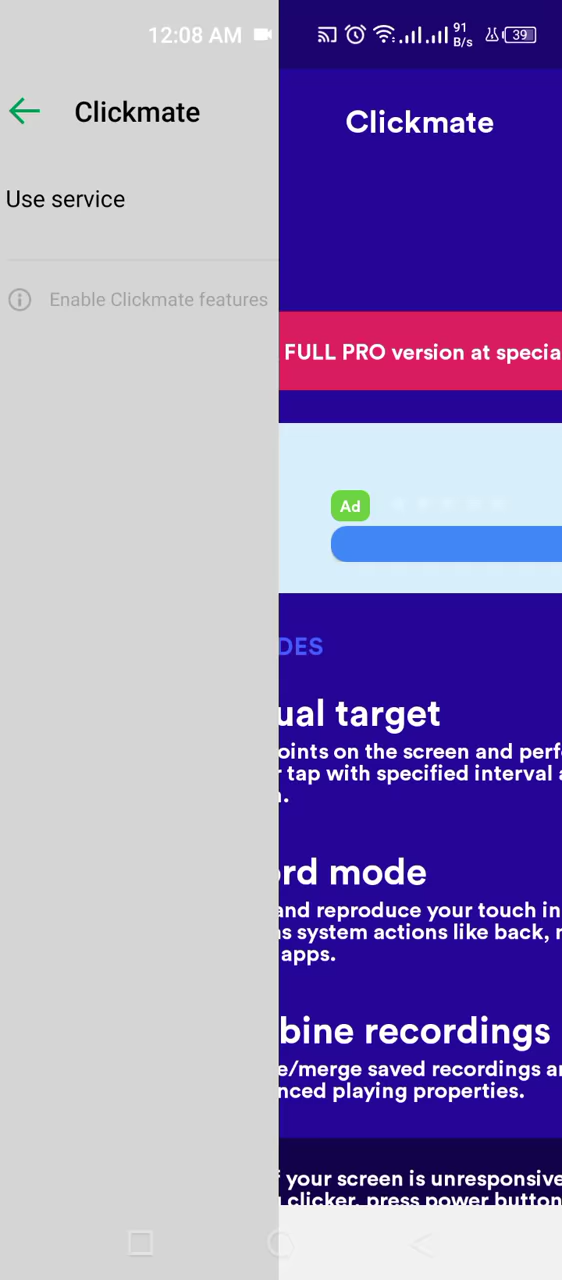 12:08 AM
91
B/s
39
Clickmate
Use service
Enable Clickmate features
Clickmate
FULL PRO version at specia
Ad
DES
ual target
oints on the screen and perf
r tap with specified interval a
n.
ord mode
and reproduce your touch in
ns system actions like back, r
apps.
bine recordings
e/merge saved recordings ar
nced playing properties.
f your screen is unresponsive
clicker, press power button